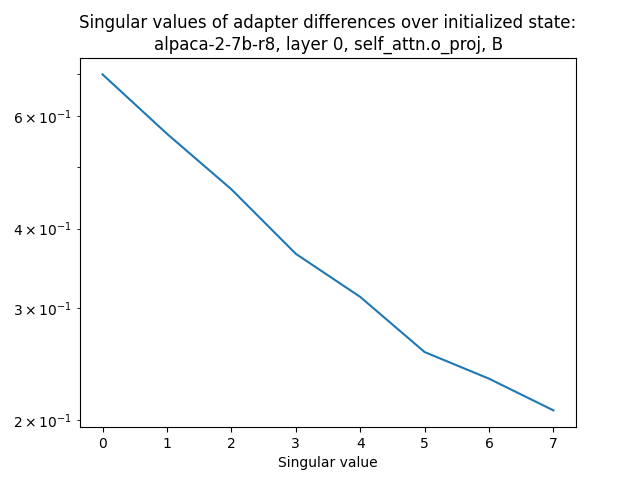 Singular values of adapter differences over initialized state:
alpaca-2-7b-r8, layer 0, self_attn.o_proj, B
6 × 10⁻¹
4 × 10⁻¹
3 × 10⁻¹
2 × 10⁻¹
0 1 2 3 4 5 6 7
Singular value